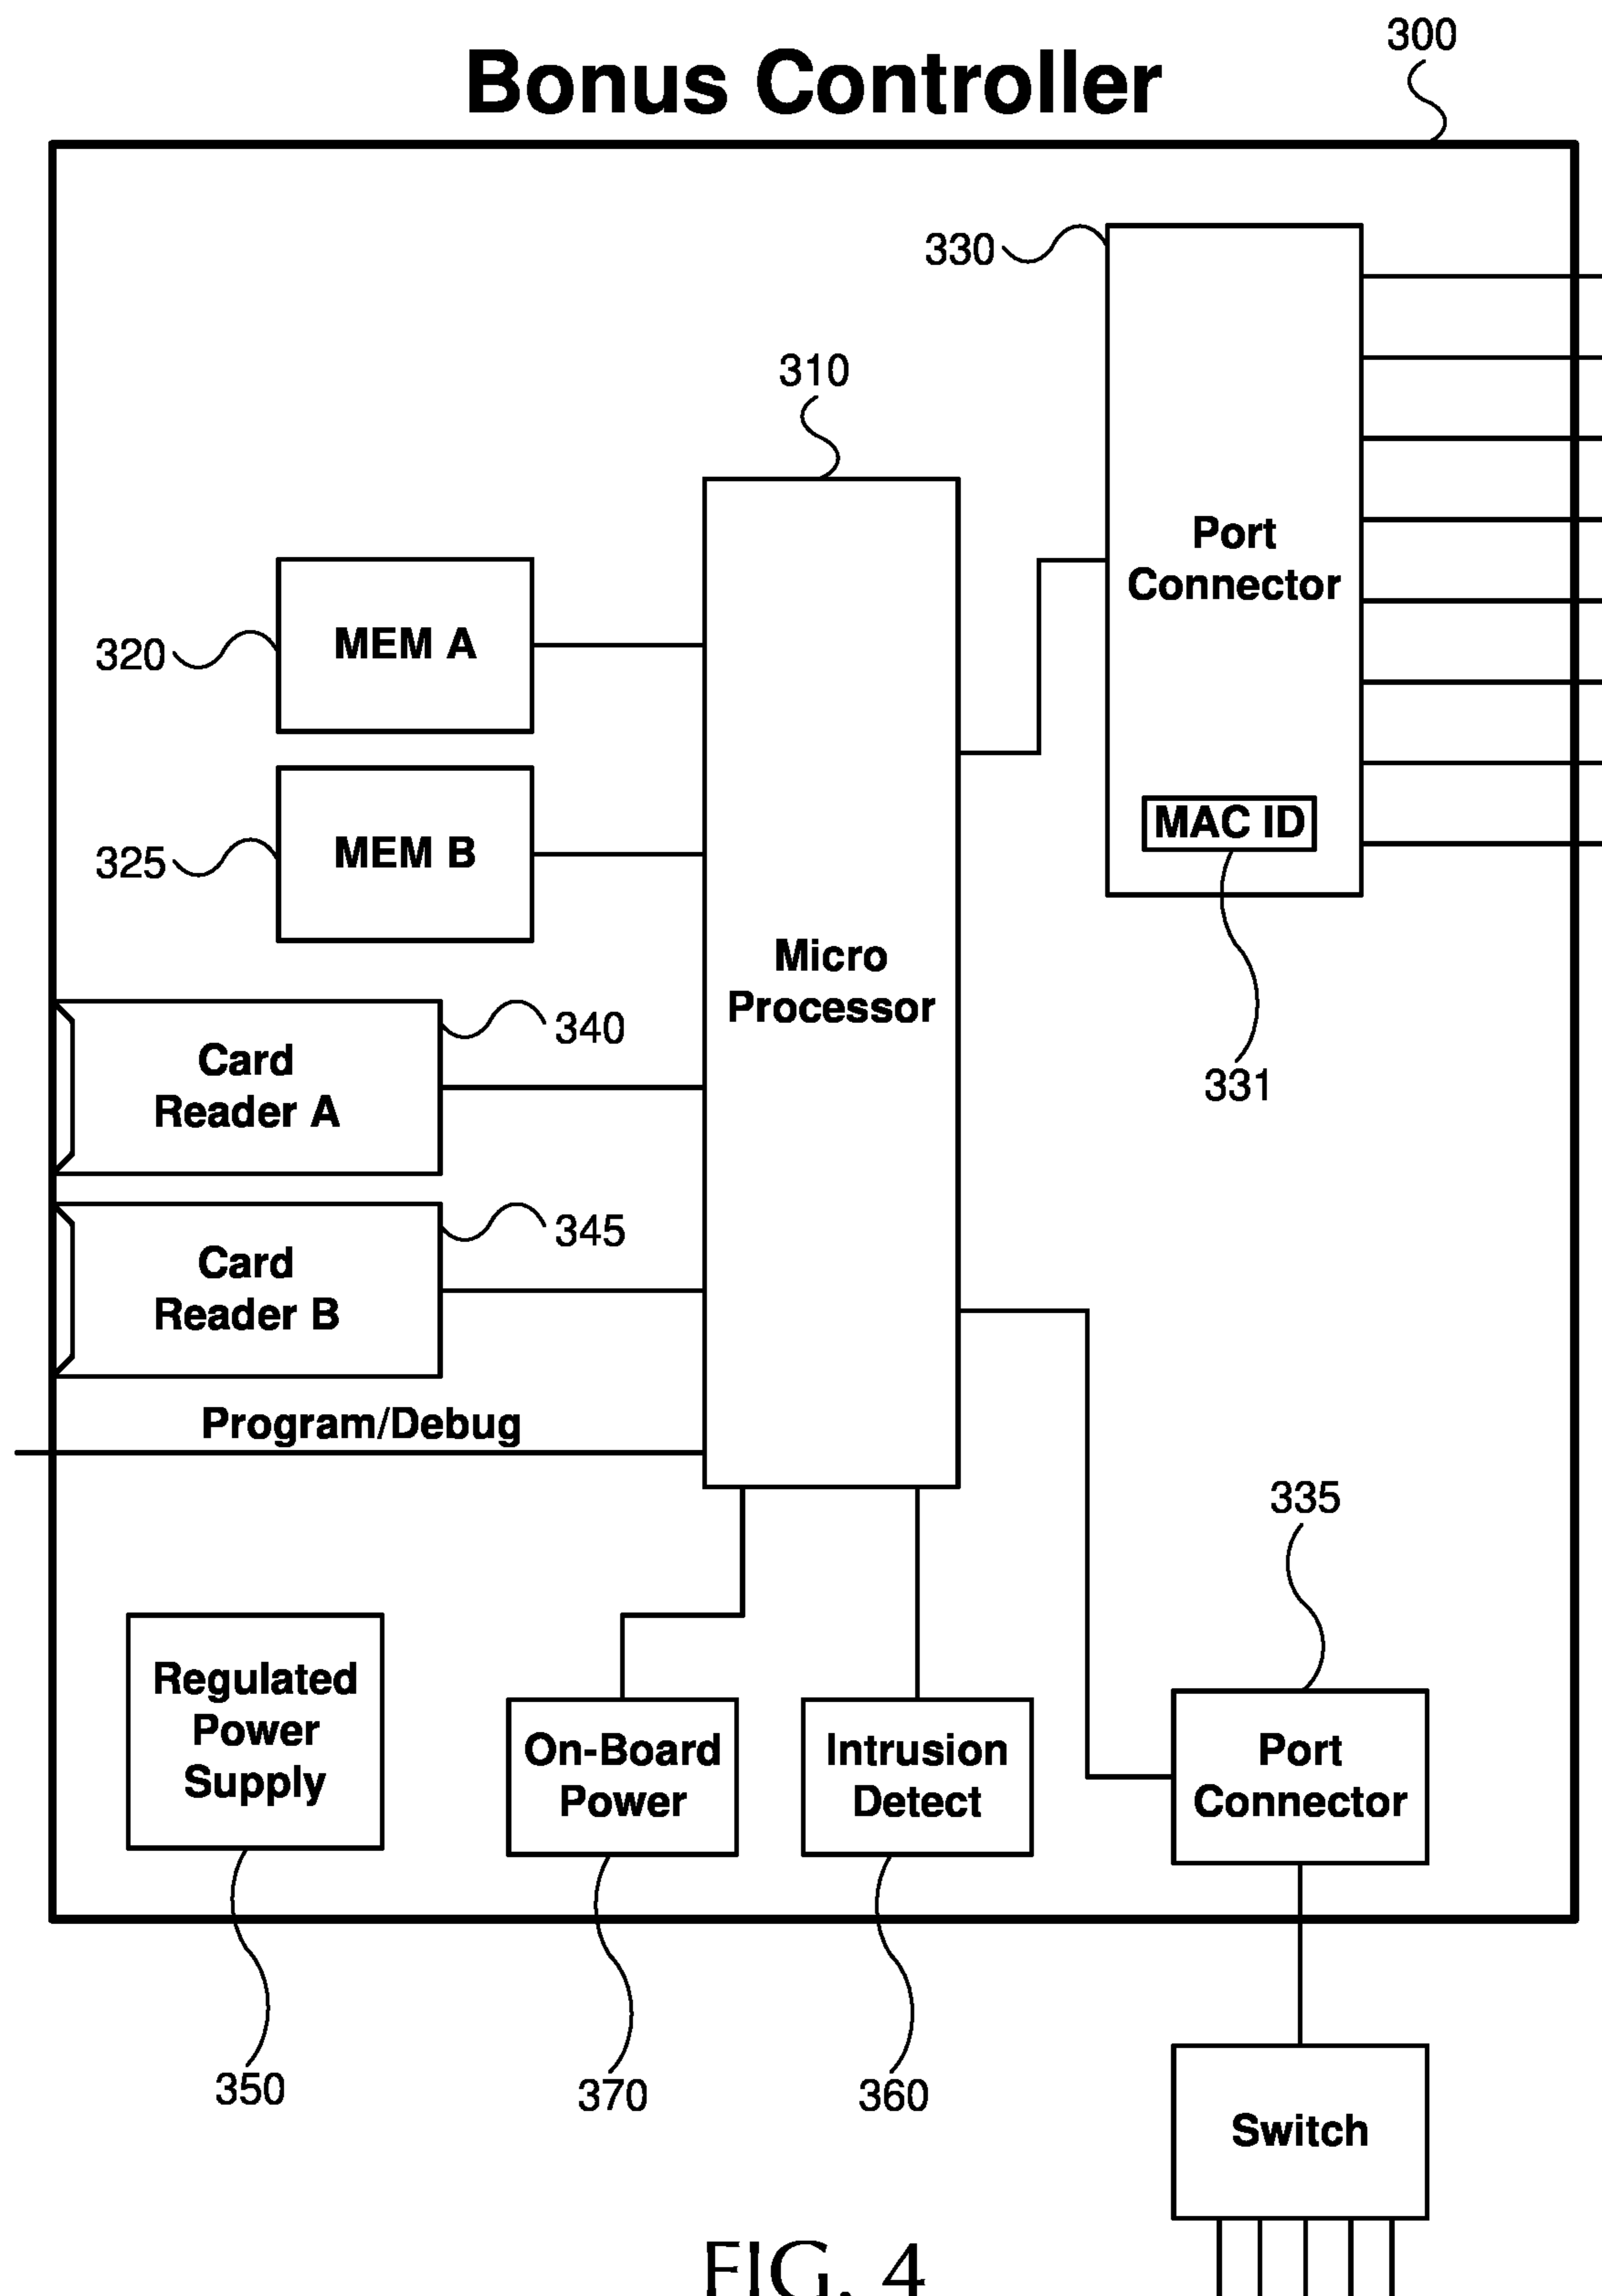 300
Bonus Controller
330
310
Port
Connector
MEM A
320
MAC ID
MEM B
325
Micro
Processor
340
Card
Reader A
331
345
Card
Reader B
Program/Debug
335
Regulated
Power
Supply
On-Board
Power
Intrusion
Detect
Port
Connector
350
370
360
Switch
FIG. 4